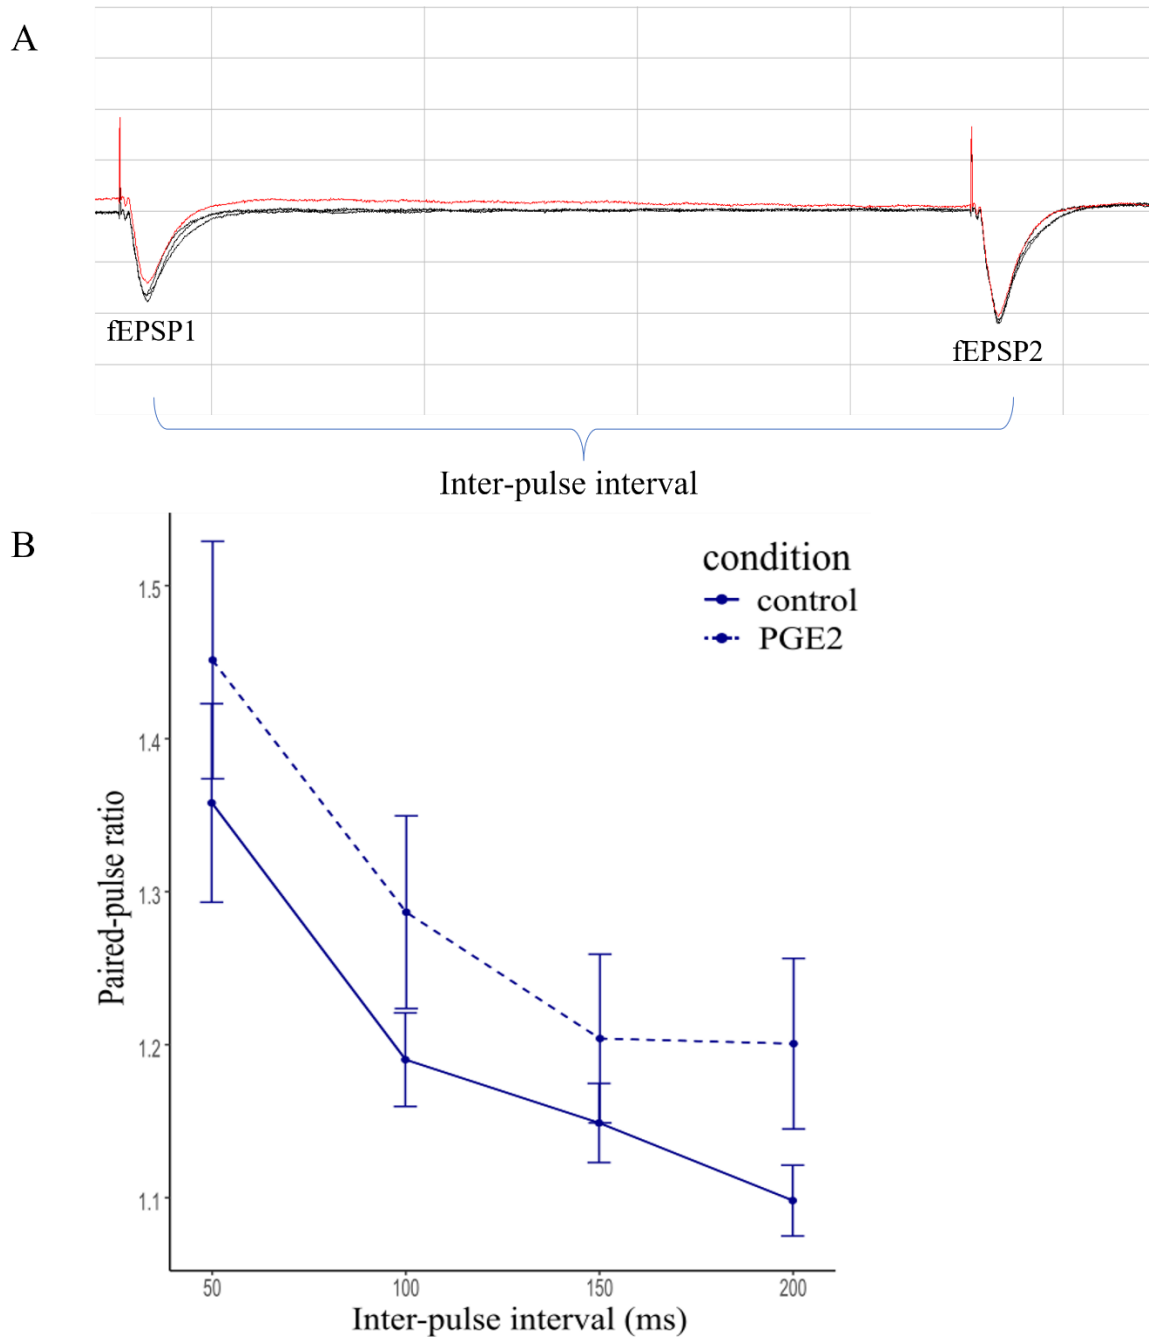 A
fEPSP1
fEPSP2
Inter-pulse interval
B
condition
control
PGE2
1.5
1.4
1.3
1.2
1.1
Paired-pulse ratio
50 100 150 200
Inter-pulse interval (ms)